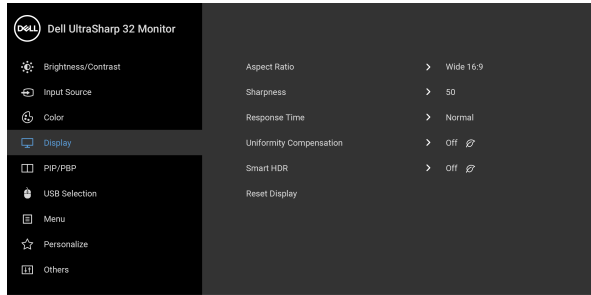 DELL Dell UltraSharp 32 Monitor
Brightness/Contrast
Input Source
Color
Display
PIP/PBP
USB Selection
Menu
Personalize
Others
Aspect Ratio > Wide 16:9
Sharpness > 50
Response Time > Normal
Uniformity Compensation > Off
Smart HDR > Off
Reset Display